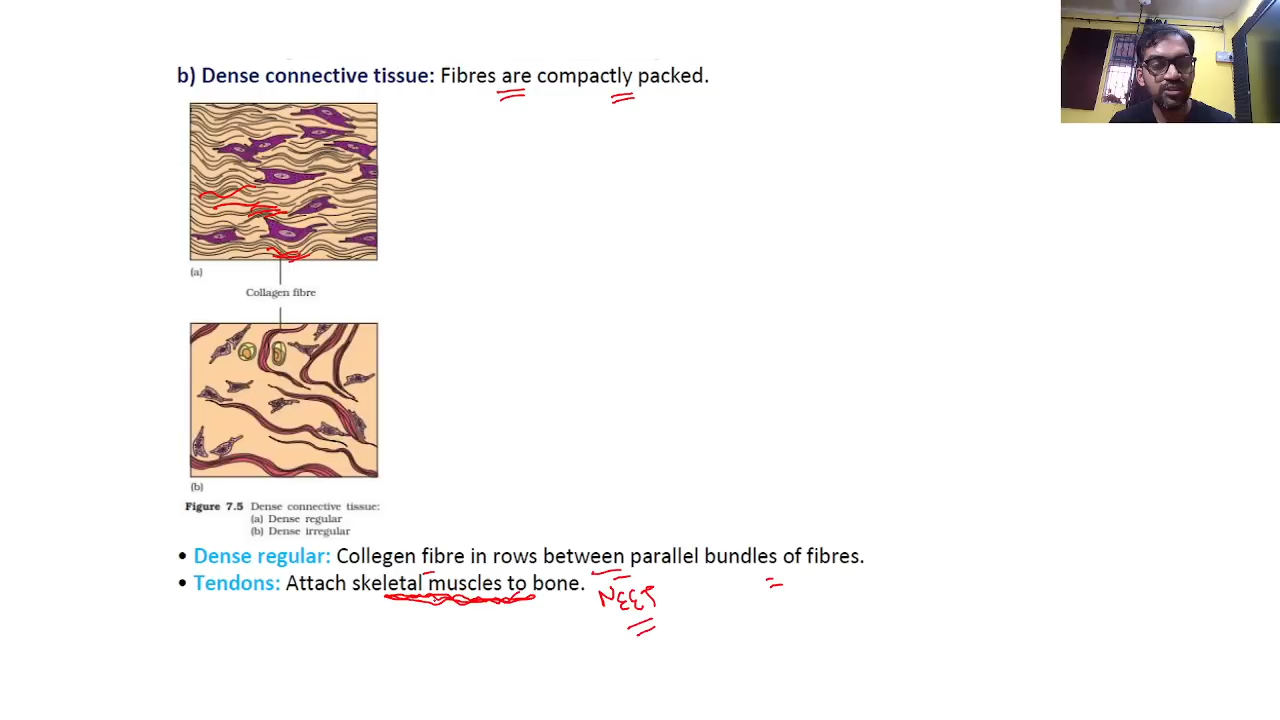 b) Dense connective tissue: Fibres are compactly packed.
(a)
Collagen fibre
(b)
Figure 7.5 Dense connective tissue:
(a) Dense regular
(b) Dense irregular
• Dense regular: Collegen fibre in rows between parallel bundles of fibres.
• Tendons: Attach skeletal muscles to bone.
NEET